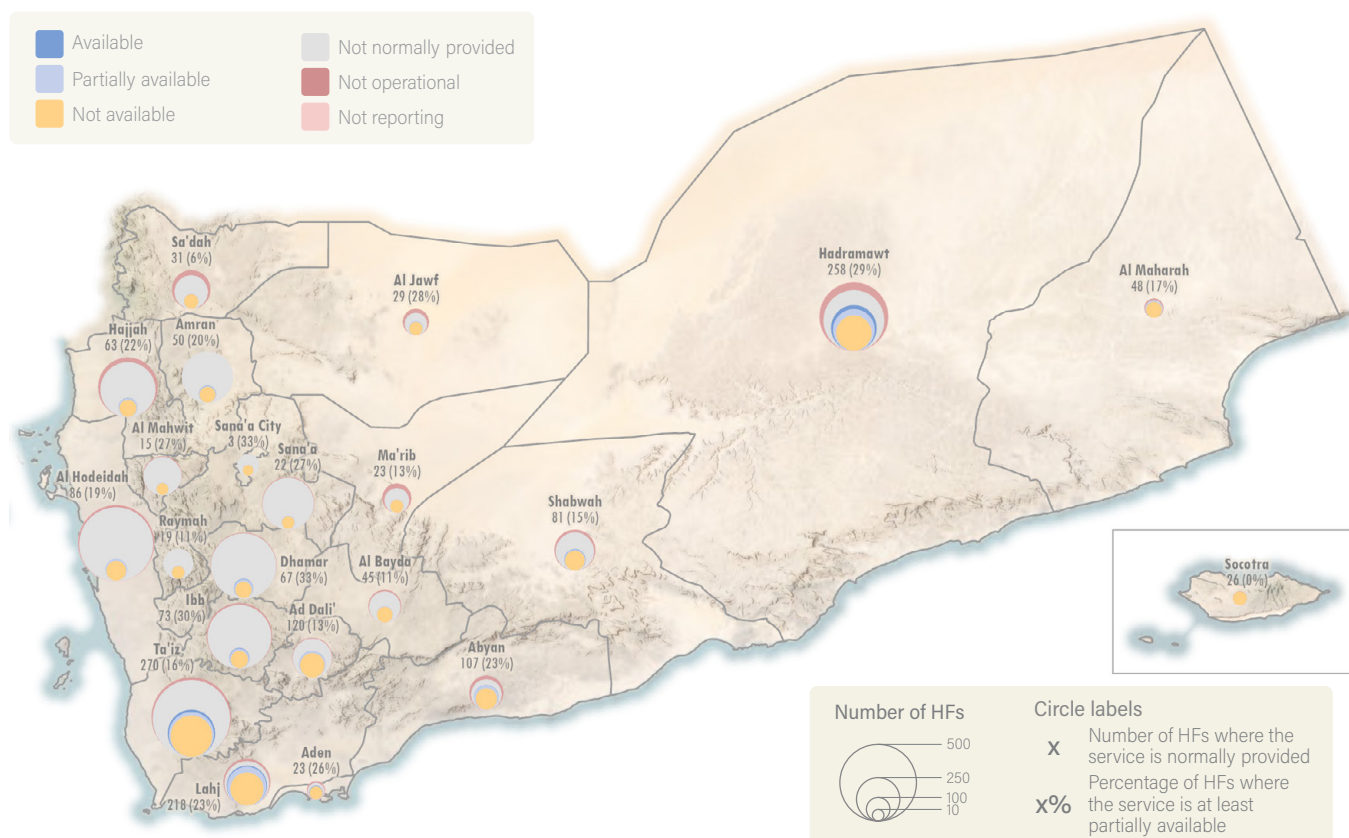 Available
Partially available
Not available
Not normally provided
Not operational
Not reporting
Sa'dah
31 (6%)
Al Jawf
29 (28%)
Hadramawt
258 (29%)
Al Maharah
48 (17%)
Hajjah
63 (22%)
Amran
50 (20%)
Al Mahwit
15 (27%)
Sana'a City
3 (33%)
Sana'a
22 (27%)
Ma'rib
23 (13%)
Al Hodeidah
86 (19%)
Shabwah
81 (15%)
Raymah
19 (11%)
Dhamar
67 (33%)
Al Bayda
45 (11%)
Socotra
26 (0%)
Ibb
73 (30%)
Ad Dali'
120 (13%)
Ta'iz
270 (16%)
Abyan
107 (23%)
Aden
23 (26%)
Lahj
218 (23%)
Number of HFs
500
250
100
10
Circle labels
x
Number of HFs where the
service is normally provided
x%
Percentage of HFs where
the service is at least
partially available